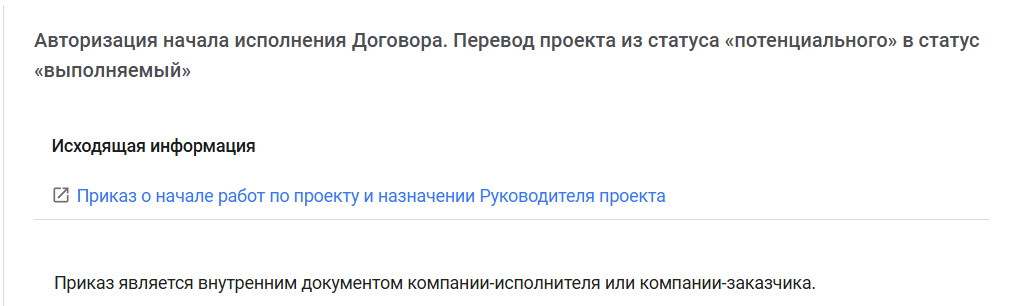 Авторизация начала исполнения Договора. Перевод проекта из статуса «потенциального» в статус
«выполняемый»
Исходящая информация
Приказ о начале работ по проекту и назначении Руководителя проекта
Приказ является внутренним документом компании-исполнителя или компании-заказчика.